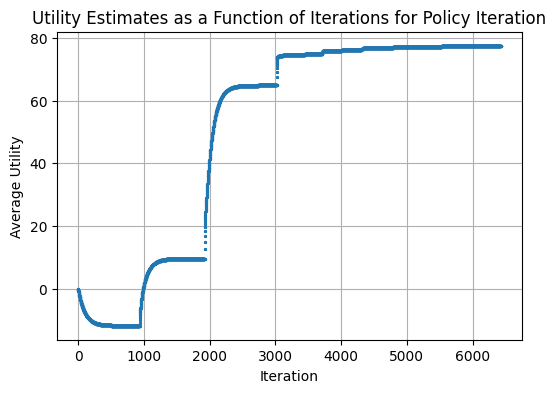 Utility Estimates as a Function of Iterations for Policy Iteration
80
60
40
20
0
Average Utility
0 1000 2000 3000 4000 5000 6000
Iteration